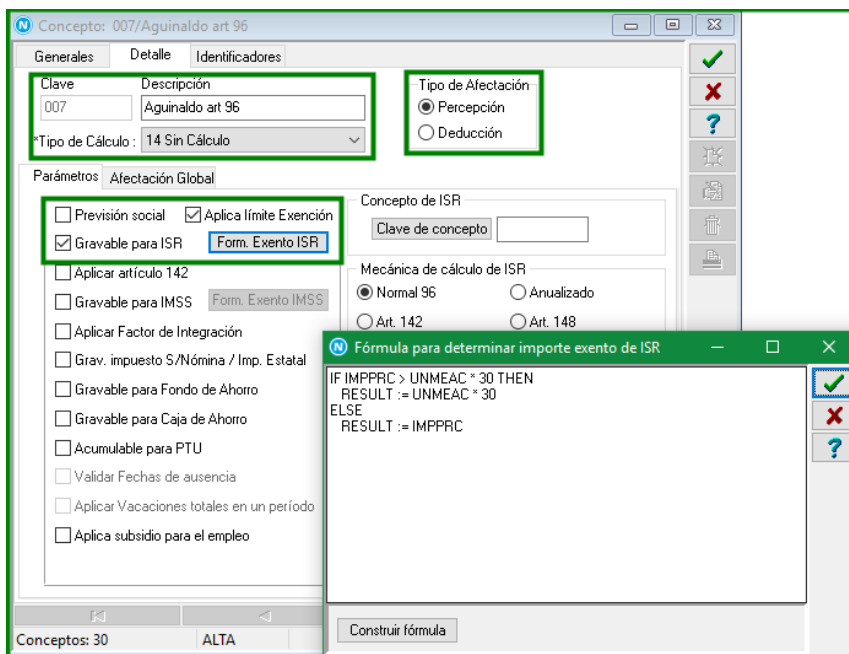 Concepto: 007/Aguinaldo art 96
Generales Detalle Identificadores
Clave Descripción
007 Aguinaldo art 96
*Tipo de Cálculo : 14 Sin Cálculo
Tipo de Afectación
Percepción
Deducción
Parámetros Afectación Global
Previsión social Aplica límite Exención
Gravable para ISR Form. Exento ISR
Aplicar artículo 142
Gravable para IMSS Form. Exento IMSS
Aplicar Factor de Integración
Grav. impuesto S/Nómina / Imp. Estatal
Gravable para Fondo de Ahorro
Gravable para Caja de Ahorro
Acumulable para PTU
Validar Fechas de ausencia
Aplicar Vacaciones totales en un período
Aplica subsidio para el empleo
Concepto de ISR
Clave de concepto
Mecánica de cálculo de ISR
Normal 96 Anualizado
Art. 142 Art. 148
Fórmula para determinar importe exento de ISR
IF IMPPRC > UNMEAC * 30 THEN
RESULT := UNMEAC * 30
ELSE
RESULT := IMPPRC
Construir fórmula
Conceptos: 30 ALTA